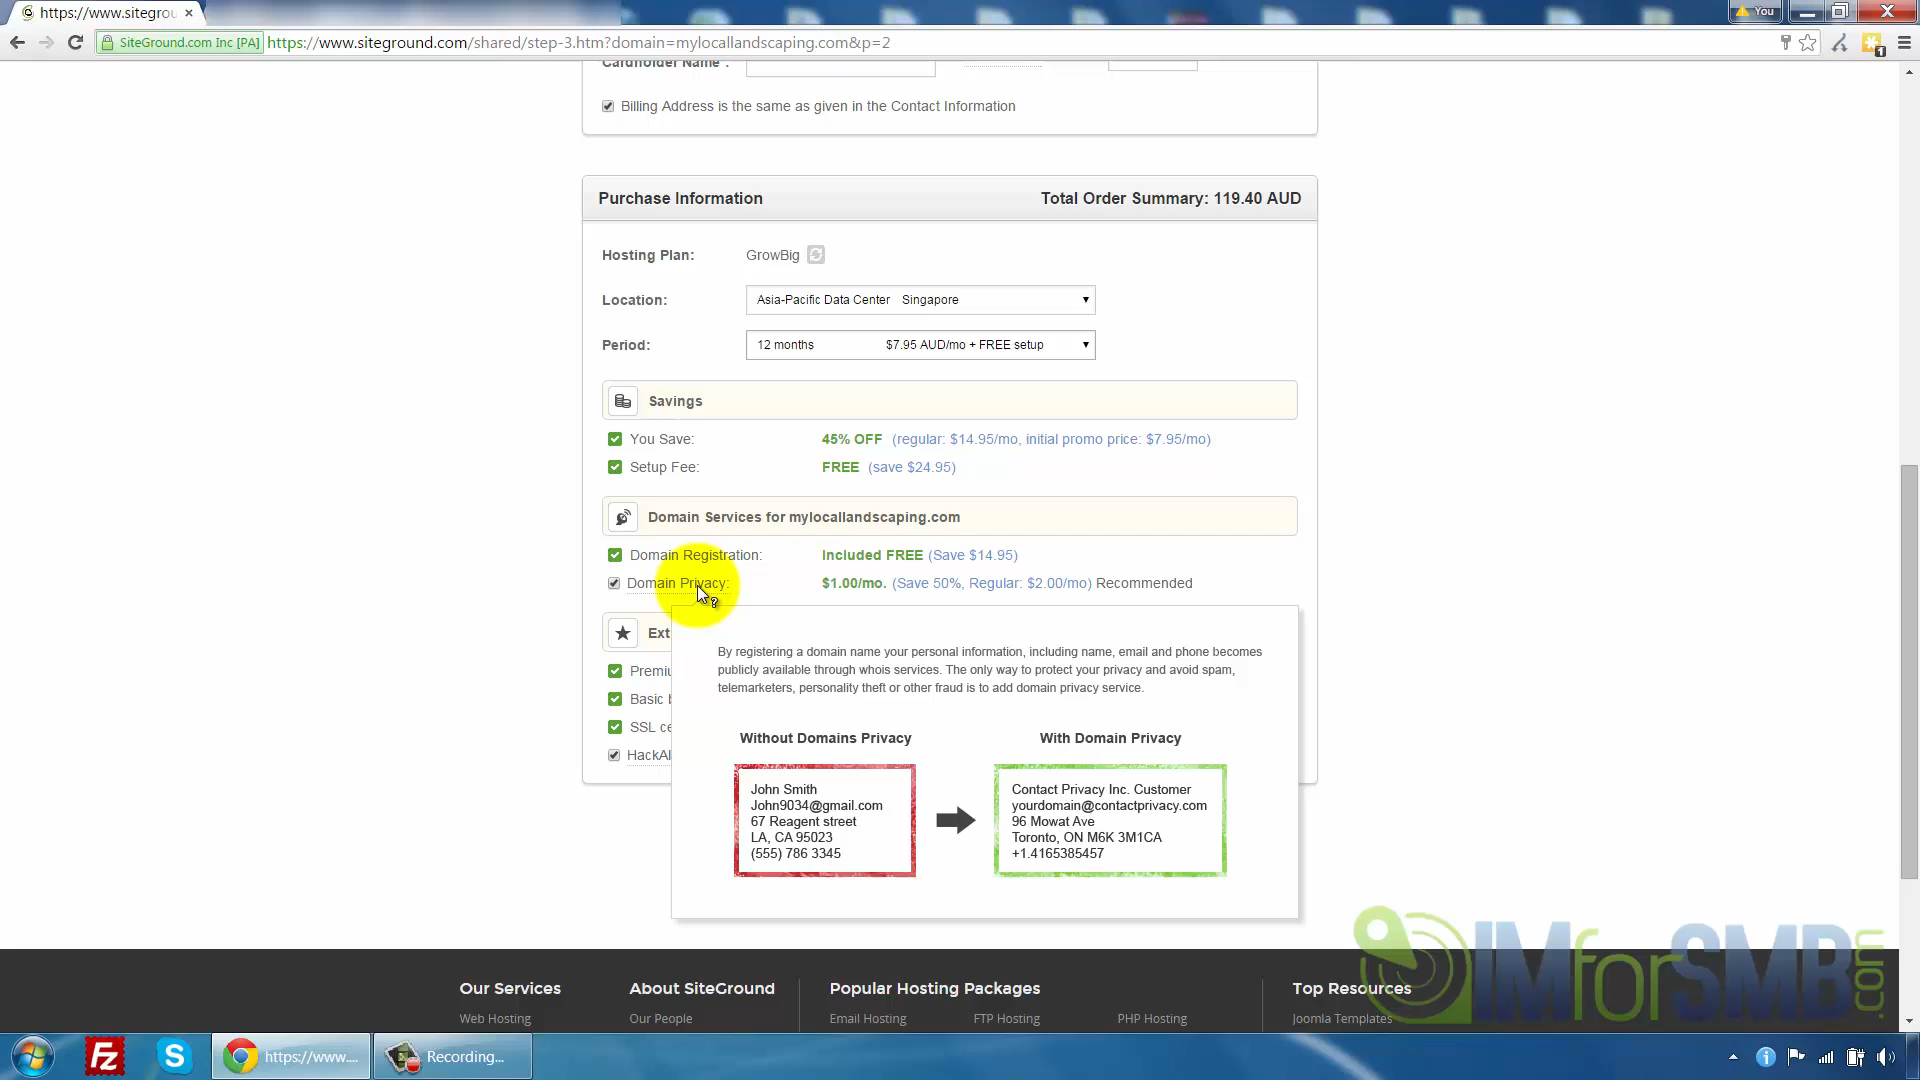 https://www.sitegrou
You
SiteGround.com Inc [PA]
https://www.siteground.com/shared/step-3.htm?domain=mylocallandscaping.com&p=2
1
Cardholder Name :
Billing Address is the same as given in the Contact Information
Purchase Information
Total Order Summary: 119.40 AUD
Hosting Plan: GrowBig
Location: Asia-Pacific Data Center Singapore
Period: 12 months $7.95 AUD/mo + FREE setup
Savings
You Save: 45% OFF (regular: $14.95/mo, initial promo price: $7.95/mo)
Setup Fee: FREE (save $24.95)
Domain Services for mylocallandscaping.com
Domain Registration: Included FREE (Save $14.95)
Domain Privacy: $1.00/mo. (Save 50%, Regular: $2.00/mo) Recommended
Ext
Premiu
Basic b
SSL ce
HackAl
By registering a domain name your personal information, including name, email and phone becomes
publicly available through whois services. The only way to protect your privacy and avoid spam,
telemarketers, personality theft or other fraud is to add domain privacy service.
Without Domains Privacy
With Domain Privacy
John Smith
John9034@gmail.com
67 Reagent street
LA, CA 95023
(555) 786 3345
Contact Privacy Inc. Customer
yourdomain@contactprivacy.com
96 Mowat Ave
Toronto, ON M6K 3M1CA
+1.4165385457
IMforSMB.com
Our Services
About SiteGround
Popular Hosting Packages
Top Resources
Web Hosting
Our People
Email Hosting
FTP Hosting
PHP Hosting
Joomla Templates
Fz
https://www....
Recording...